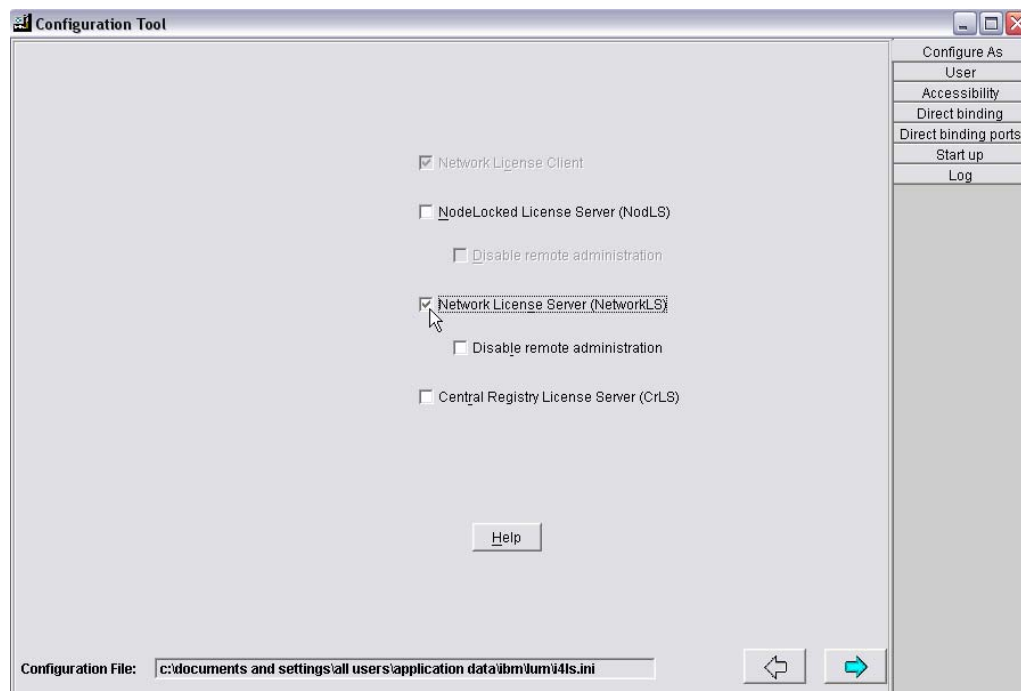 Configuration Tool
Configure As
User
Accessibility
Direct binding
Direct binding ports
Start up
Log
Network License Client
NodeLocked License Server (NodLS)
Disable remote administration
Network License Server (NetworkLS)
Disable remote administration
Central Registry License Server (CrLS)
Help
Configuration File: c:\documents and settings\all users\application data\ibm\lum\i4ls.ini